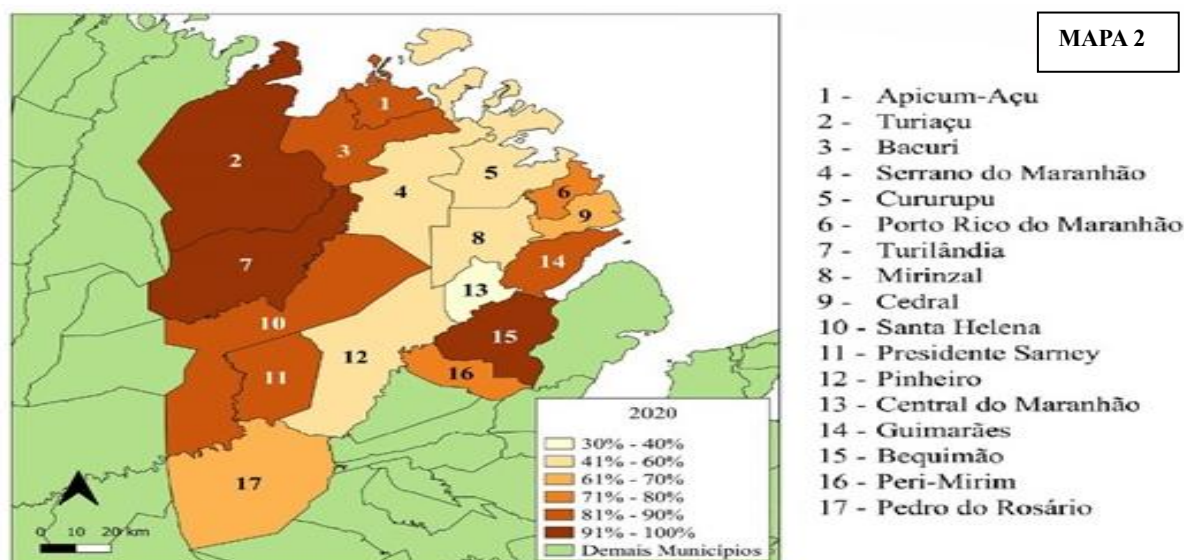 MAPA 2
1 - Apicum-Açu
2 - Turiaçu
3 - Bacuri
4 - Serrano do Maranhão
5 - Cururupu
6 - Porto Rico do Maranhão
7 - Turilândia
8 - Mirinzal
9 - Cedral
10 - Santa Helena
11 - Presidente Sarney
12 - Pinheiro
13 - Central do Maranhão
14 - Guimarães
15 - Bequimão
16 - Peri-Mirim
17 - Pedro do Rosário
1
2
3
4
5
6
9
7
8
14
13
10
15
12
11
16
17
2020
30% - 40%
41% - 60%
61% - 70%
71% - 80%
81% - 90%
91% - 100%
Demais Municípios
0 10 20 km